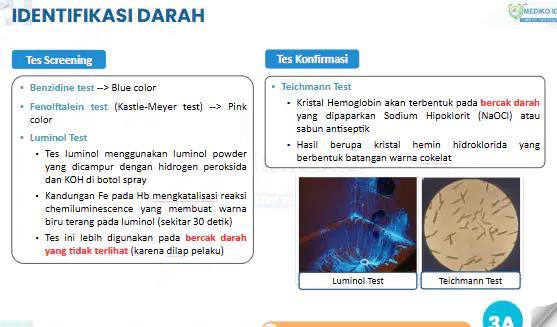 IDENTIFIKASI DARAH
MEDIKO.ID
Tes Screening
• Benzidine test --> Blue color
• Fenolftalein test (Kastle-Meyer test) --> Pink
color
• Luminol Test
• Tes luminol menggunakan luminol powder
yang dicampur dengan hidrogen peroksida
dan KOH di botol spray
• Kandungan Fe pada Hb mengkatalisasi reaksi
chemiluminescence yang membuat warna
biru terang pada luminol (sekitar 30 detik)
• Tes ini lebih digunakan pada bercak darah
yang tidak terlihat (karena dilap pelaku)
Tes Konfirmasi
• Teichmann Test
• Kristal Hemoglobin akan terbentuk pada bercak darah
yang dipaparkan Sodium Hipoklorit (NaOCl) atau
sabun antiseptik
• Hasil berupa kristal hemin hidroklorida yang
berbentuk batangan warna cokelat
Luminol Test
Teichmann Test
3A